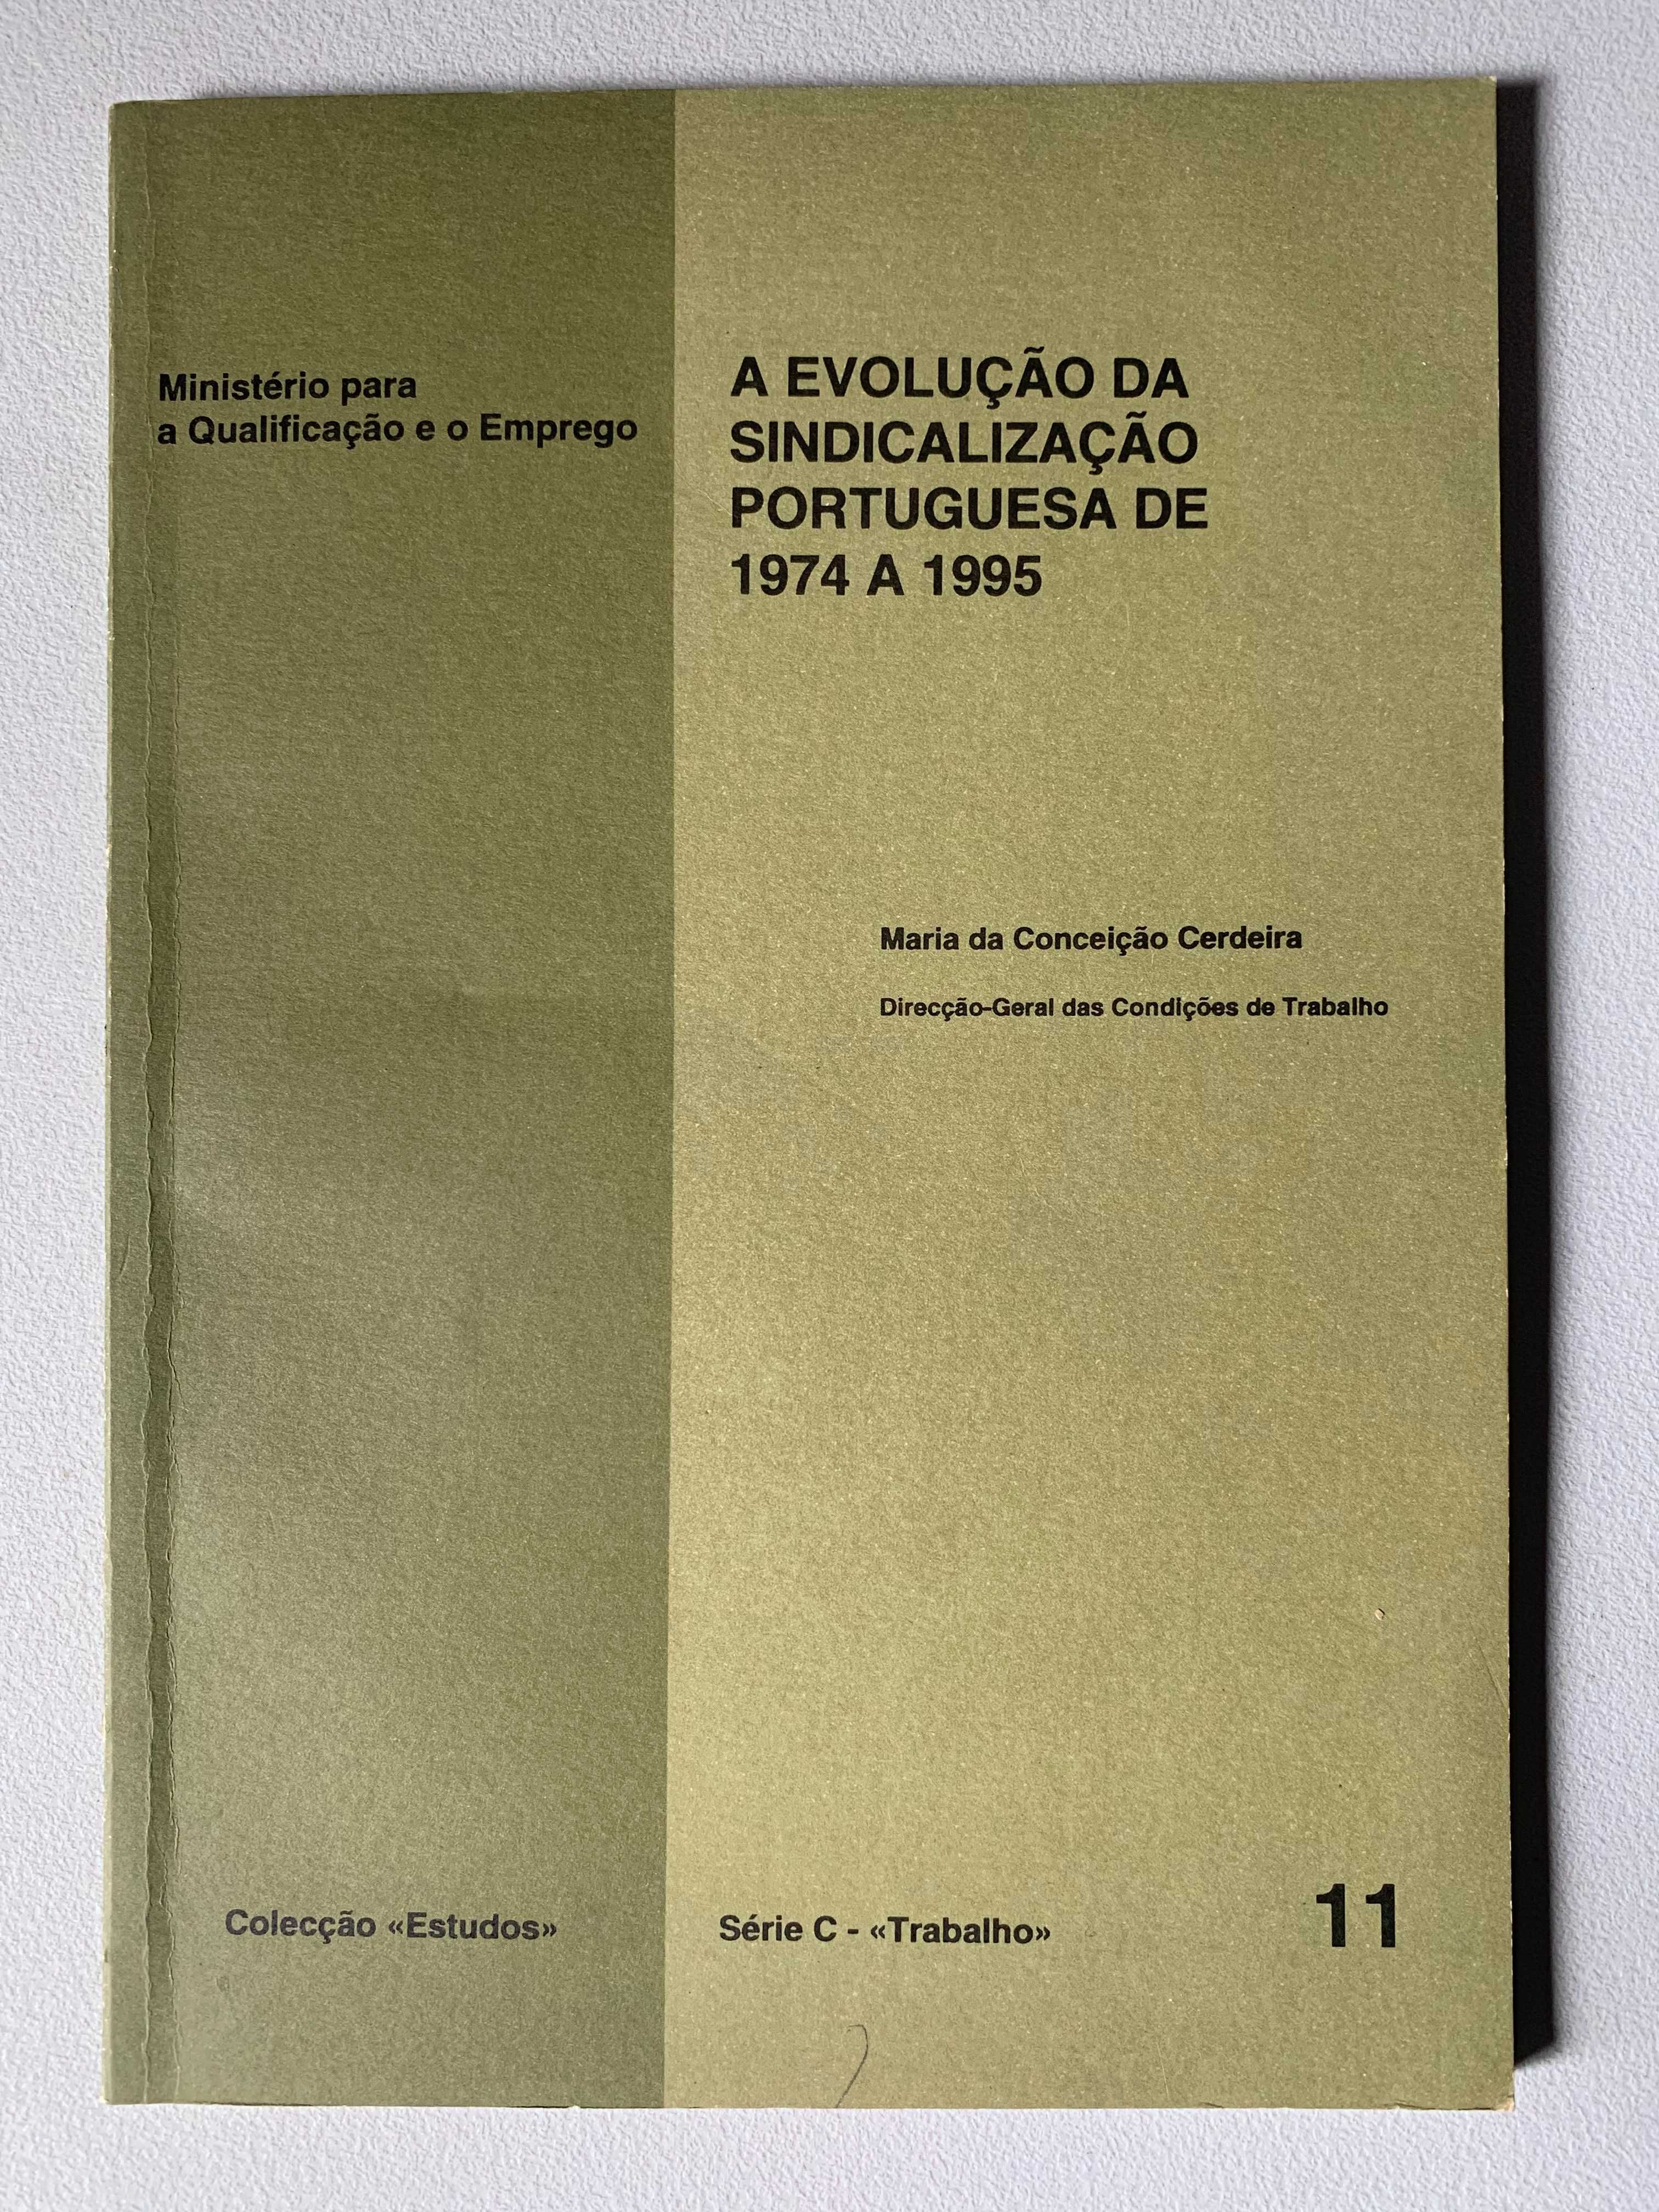 Ministério para
a Qualificação e o Emprego
A EVOLUÇÃO DA
SINDICALIZAÇÃO
PORTUGUESA DE
1974 A 1995
Maria da Conceição Cerdeira
Direcção-Geral das Condições de Trabalho
Colecção «Estudos»
Série C - «Trabalho»
11